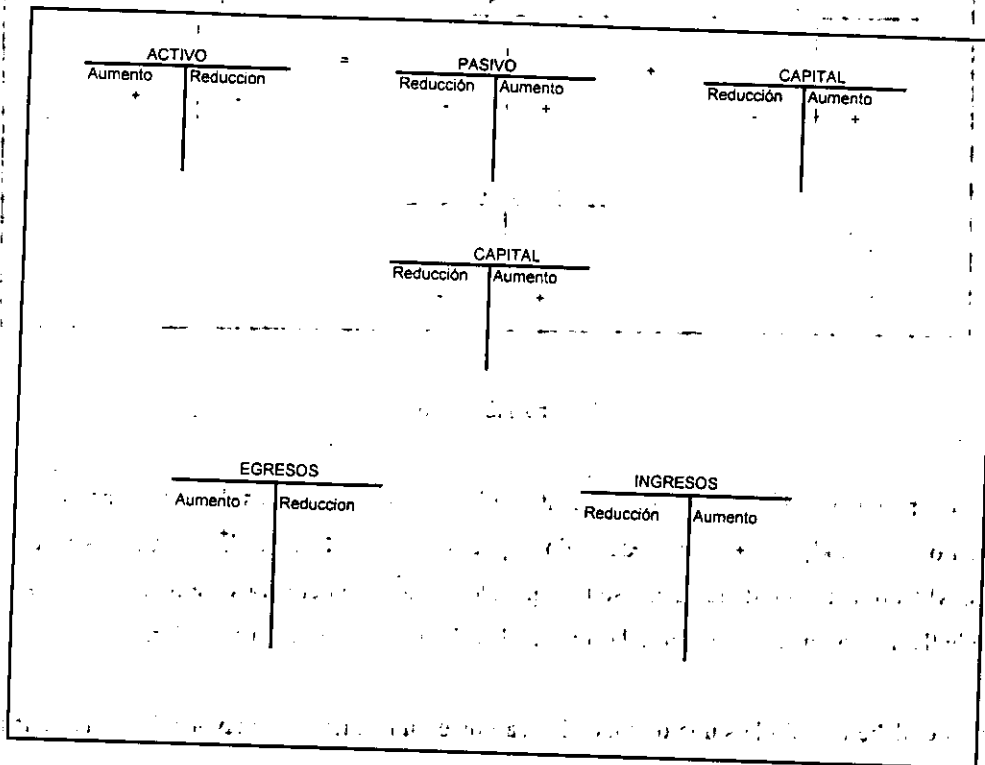 ACTIVO = PASIVO + CAPITAL
Aumento Reduccion Reducción Aumento Reducción Aumento
+ - - + - +
CAPITAL
Reducción Aumento
- +
EGRESOS INGRESOS
Aumento Reduccion Reducción Aumento
+ +